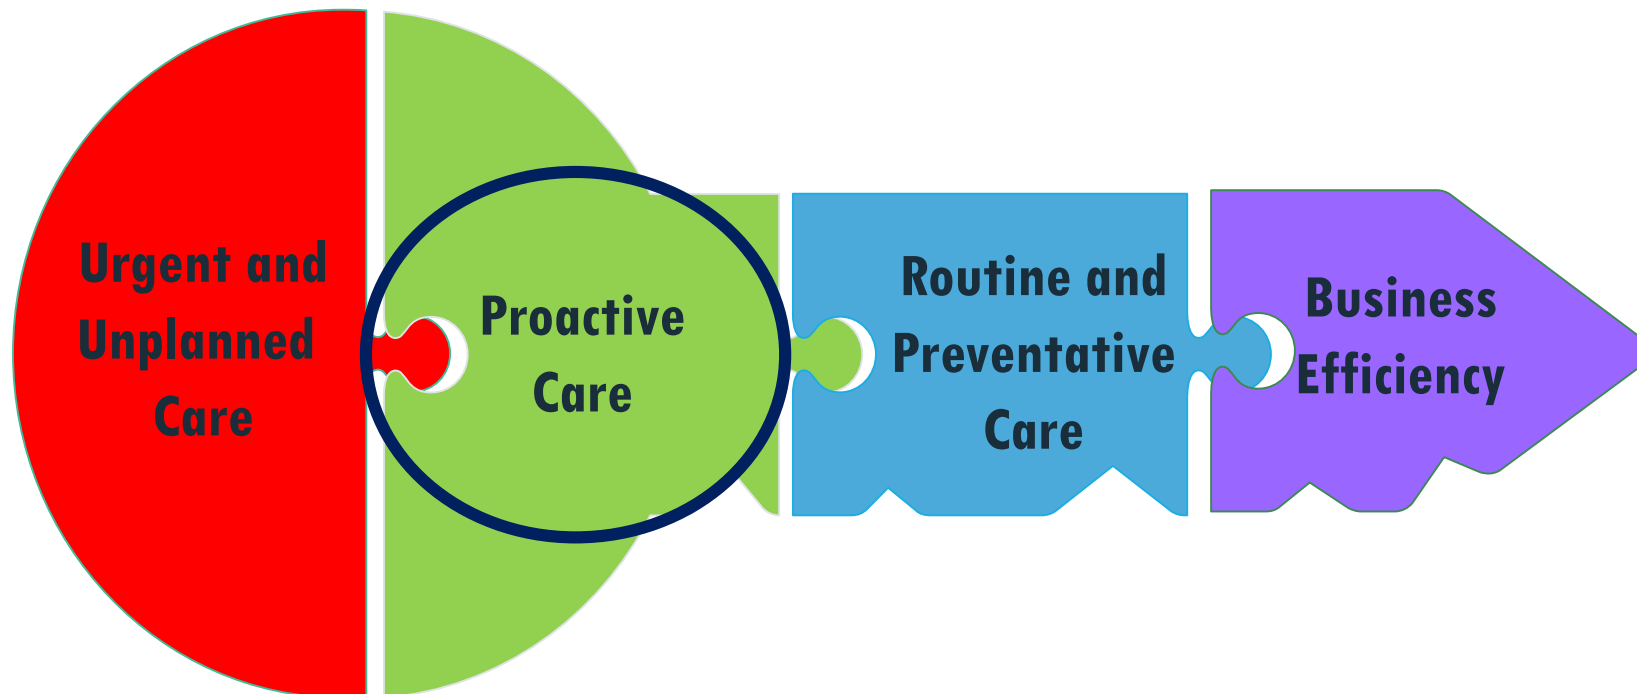 Urgent and
Unplanned
Care
Proactive
Care
Routine and
Preventative
Care
Business
Efficiency